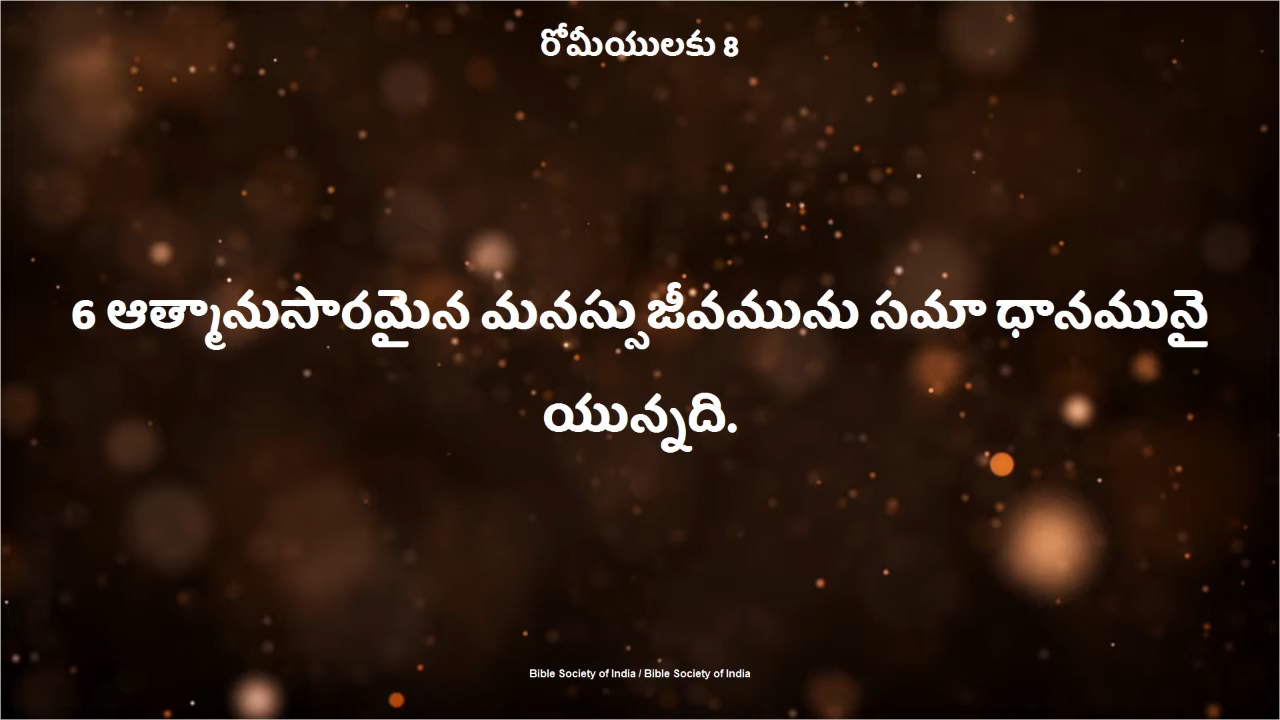 రోమీయులకు 8
6 ఆత్మానుసారమైన మనస్సుజీవమును సమా ధానమునై
యున్నది.
Bible Society of India / Bible Society of India